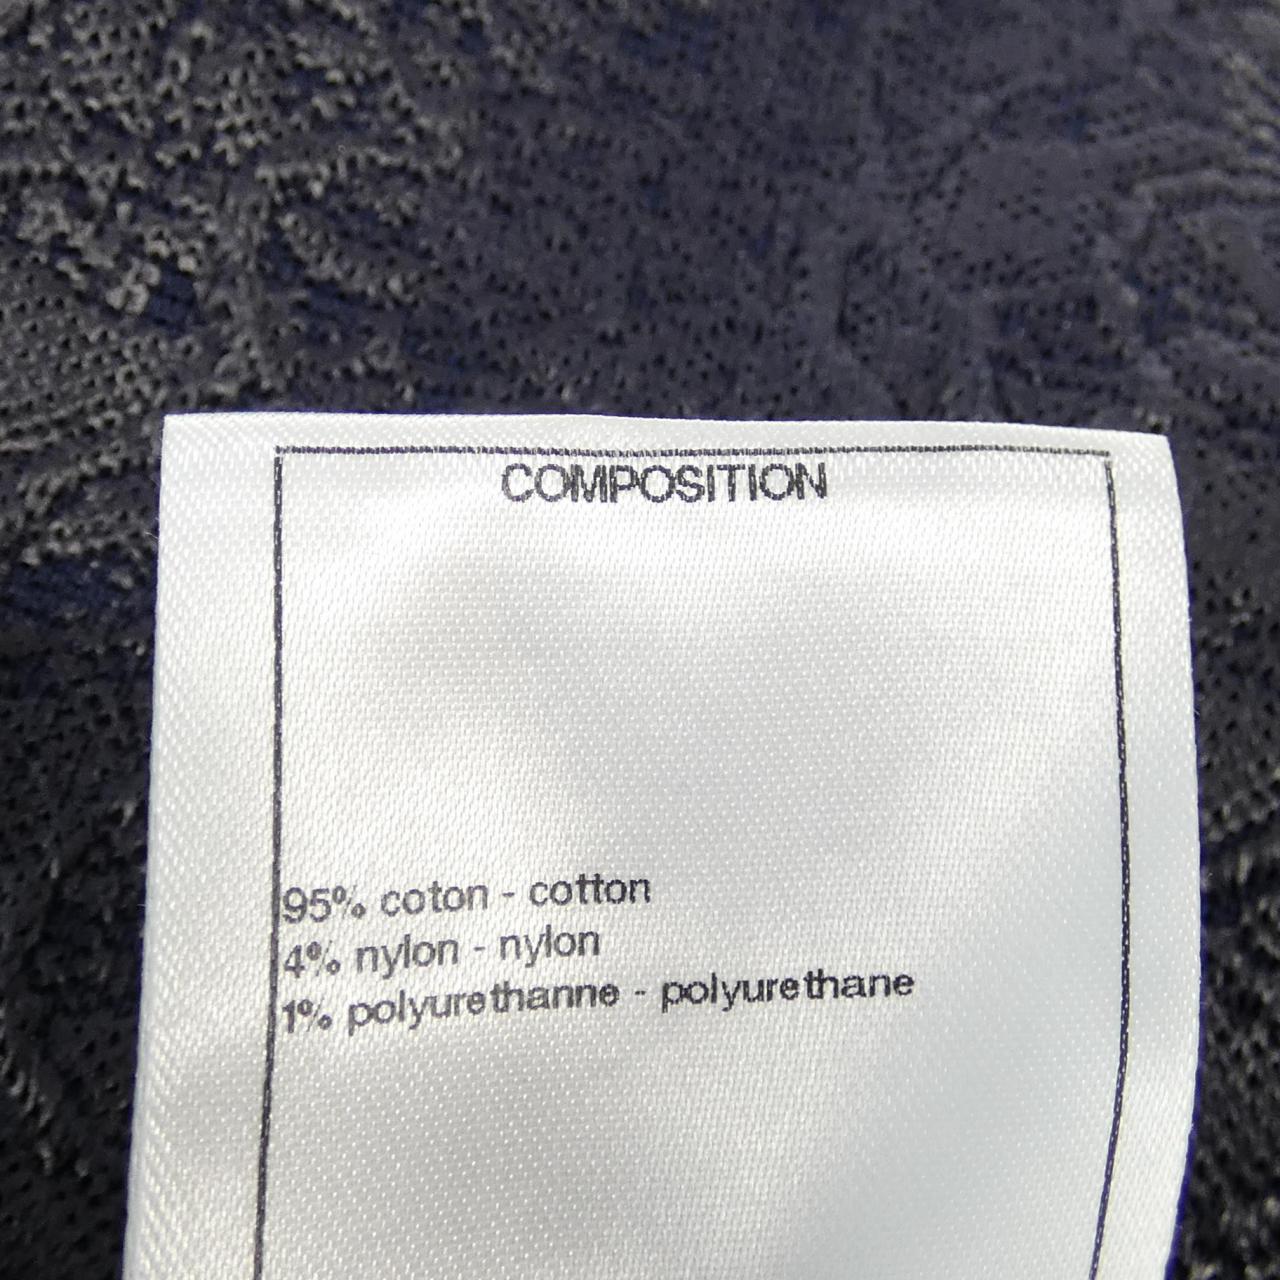 COMPOSITION
95% coton - cotton
4% nylon - nylon
1% polyurethanne - polyurethane